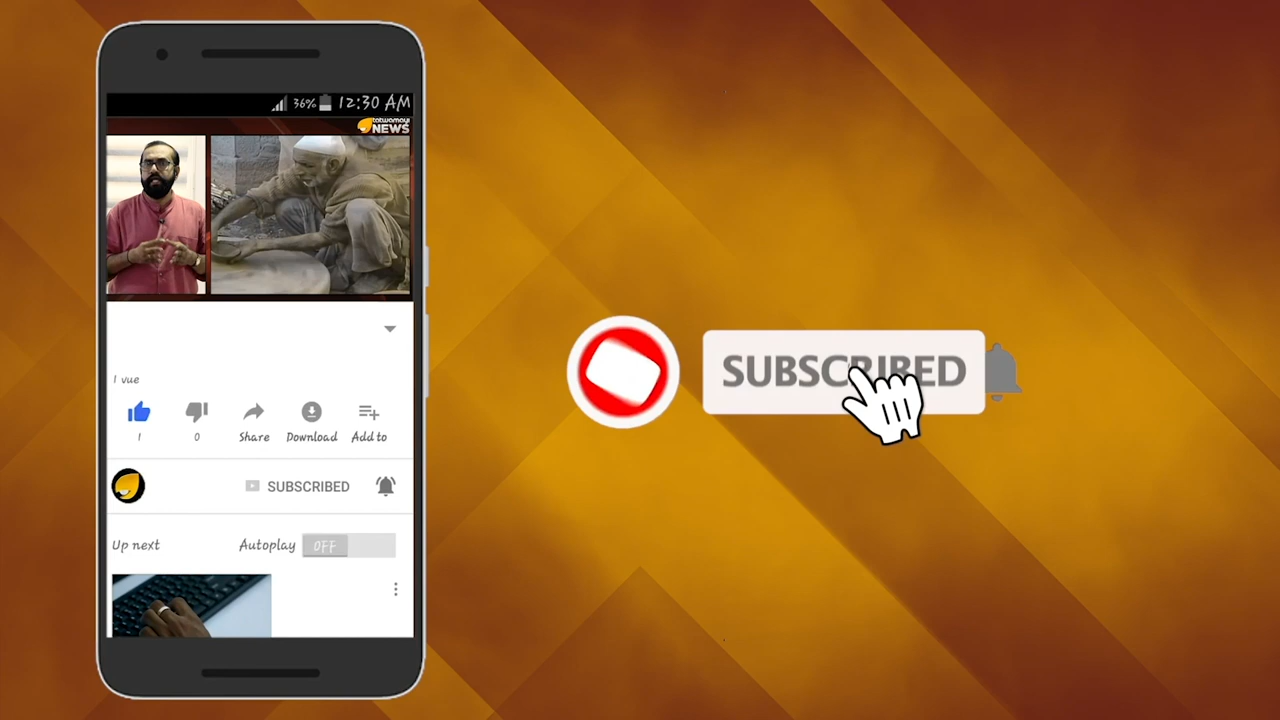 36% 12:30 AM
tatwamayi
NEWS
1 vue
1 0 Share Download Add to
SUBSCRIBED
Up next Autoplay OFF
SUBSCRIBED